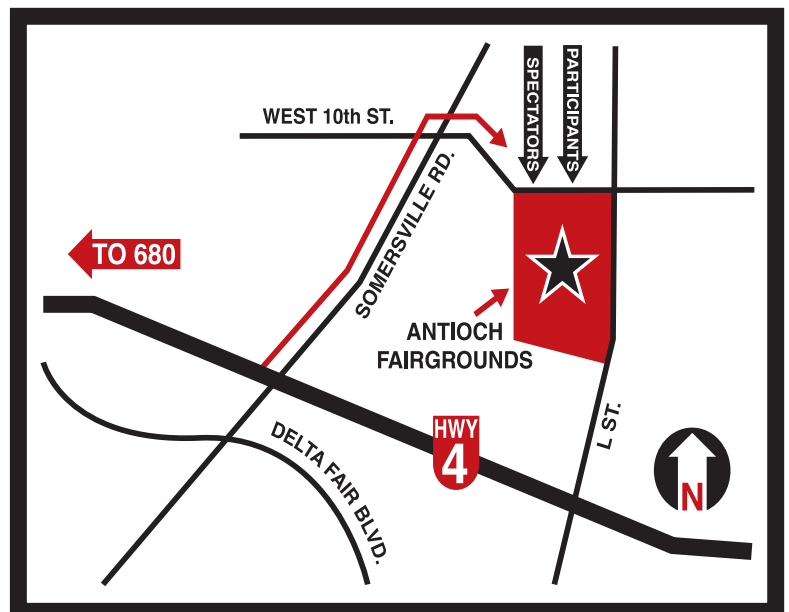 SPECTATORS
PARTICIPANTS
WEST 10th ST.
SOMERSVILLE RD.
TO 680
ANTIOCH
FAIRGROUNDS
HWY
4
L ST.
DELTA FAIR BLVD.
N